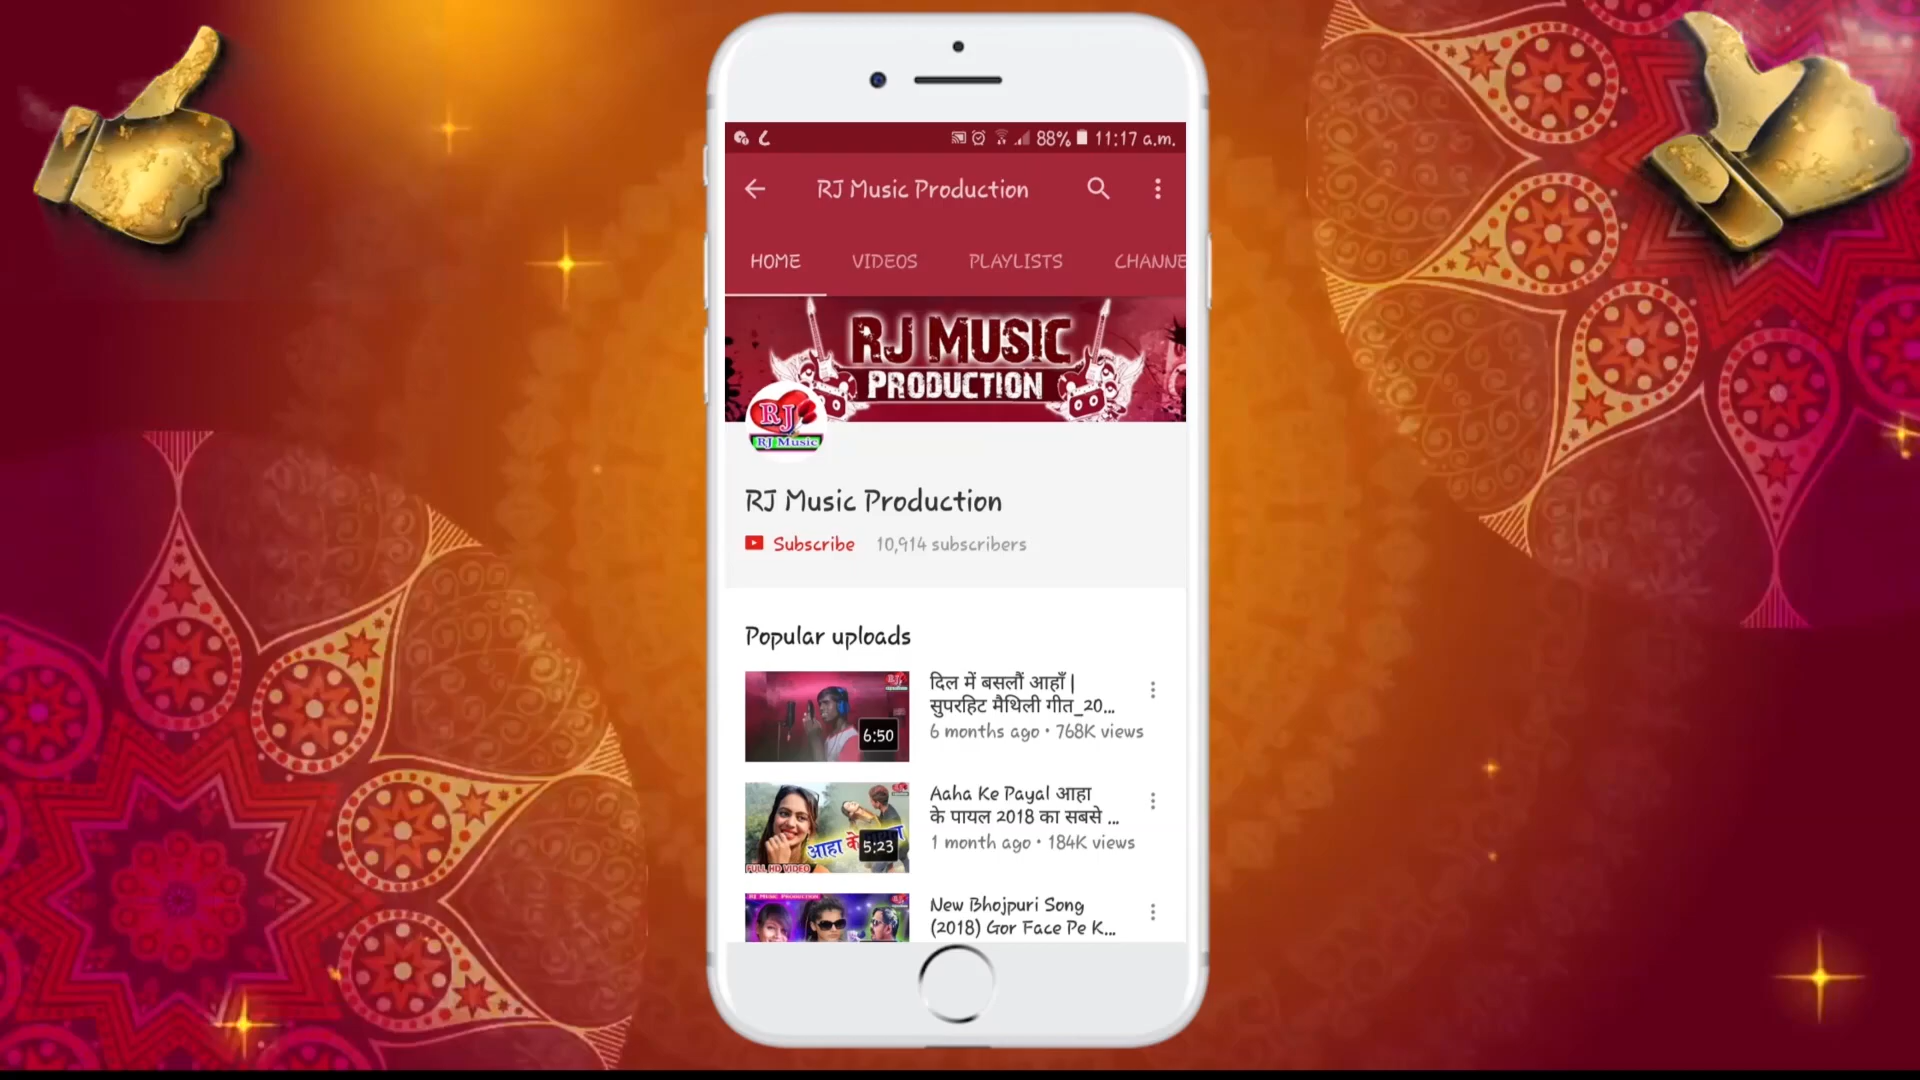 88% 11:17 a.m.
RJ Music Production
HOME VIDEOS PLAYLISTS CHANNE
RJ MUSIC
PRODUCTION
RJ
RJ Music
RJ Music Production
Subscribe 10,914 subscribers
Popular uploads
दिल में बसलौं आहाँ |
सुपरहिट मैथिली गीत_20...
6 months ago • 768K views
6:50
Aaha Ke Payal आहा
के पायल 2018 का सबसे ...
1 month ago • 184K views
आहा के
5:23
FULL HD VIDEO
RJ MUSIC PRODUCTION
New Bhojpuri Song
(2018) Gor Face Pe K...